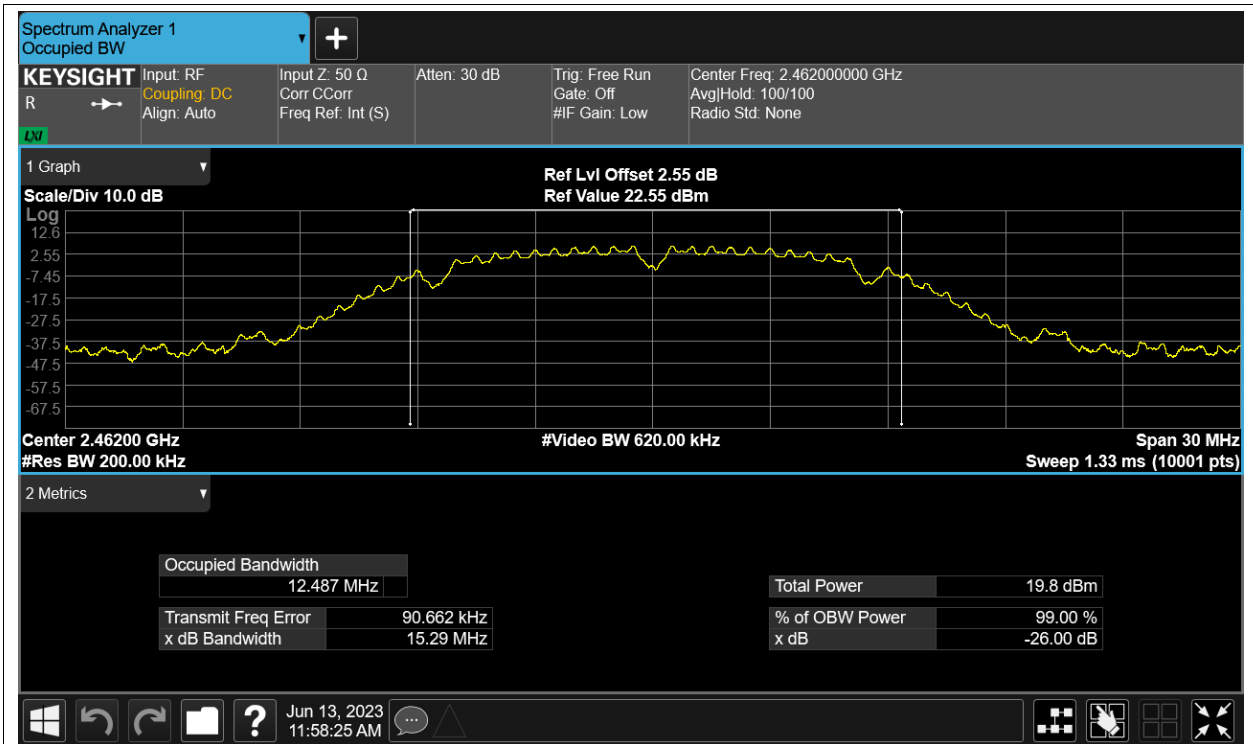 Spectrum Analyzer 1
Occupied BW
KEYSIGHT Input: RF Input Z: 50 Ω Atten: 30 dB Trig: Free Run Center Freq: 2.462000000 GHz
R Coupling: DC Corr CCorr Gate: Off Avg|Hold: 100/100
Align: Auto Freq Ref: Int (S) #IF Gain: Low Radio Std: None
LXI
1 Graph
Ref Lvl Offset 2.55 dB
Scale/Div 10.0 dB Ref Value 22.55 dBm
Log
12.6
2.55
-7.45
-17.5
-27.5
-37.5
-47.5
-57.5
-67.5
Center 2.46200 GHz #Video BW 620.00 kHz Span 30 MHz
#Res BW 200.00 kHz Sweep 1.33 ms (10001 pts)
2 Metrics
Occupied Bandwidth
12.487 MHz Total Power 19.8 dBm
Transmit Freq Error 90.662 kHz % of OBW Power 99.00 %
x dB Bandwidth 15.29 MHz x dB -26.00 dB
Jun 13, 2023
11:58:25 AM